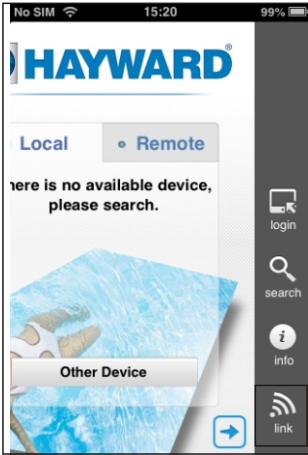 No SIM 15:20 99%
HAYWARD®
Local Remote
here is no available device,
please search.
login
search
info
Other Device
link